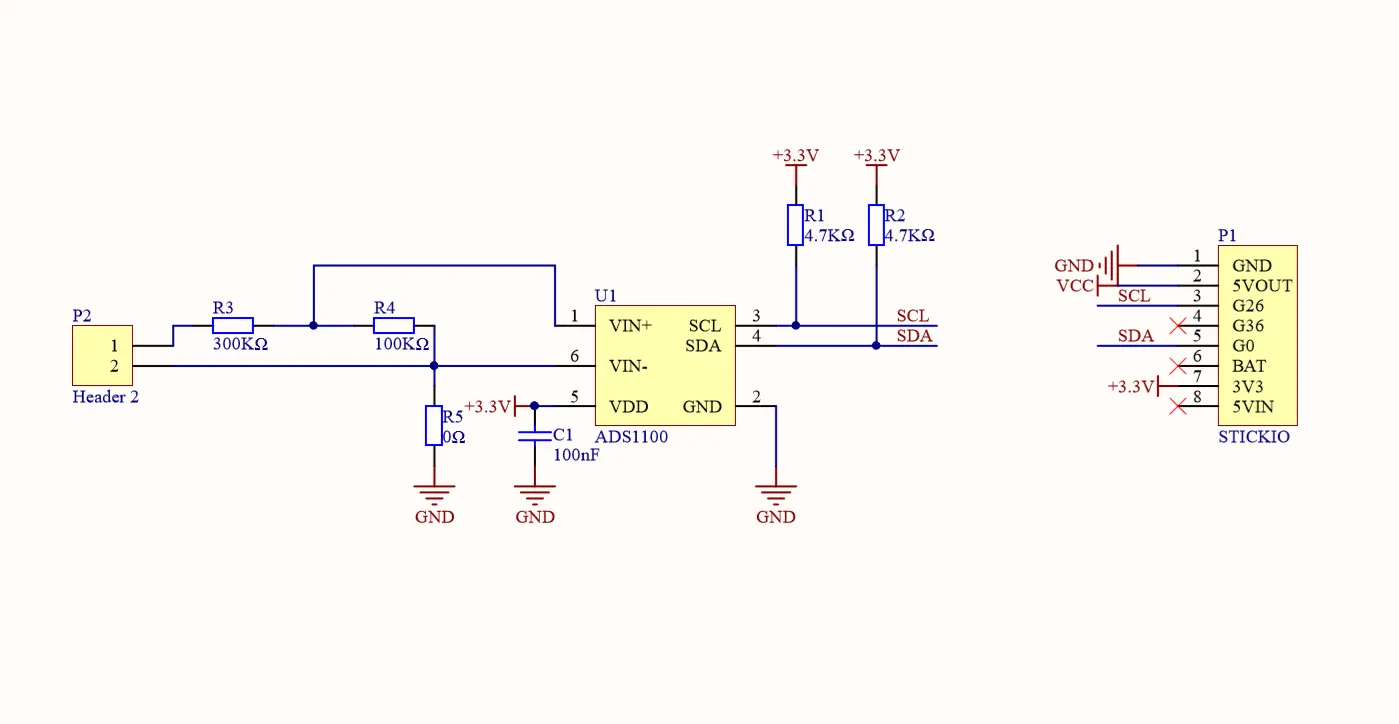 +3.3V
+3.3V
R1
4.7KΩ
R2
4.7KΩ
P2
1
2
Header 2
R3
300KΩ
R4
100KΩ
R5
0Ω
GND
+3.3V
C1
100nF
GND
U1
1
VIN+
6
VIN-
5
VDD
SCL
3
SDA
4
GND
2
ADS1100
SCL
SDA
GND
P1
GND
1
GND
VCC
2
5VOUT
SCL
3
G26
4
G36
SDA
5
G0
6
BAT
+3.3V
7
3V3
8
5VIN
STICKIO